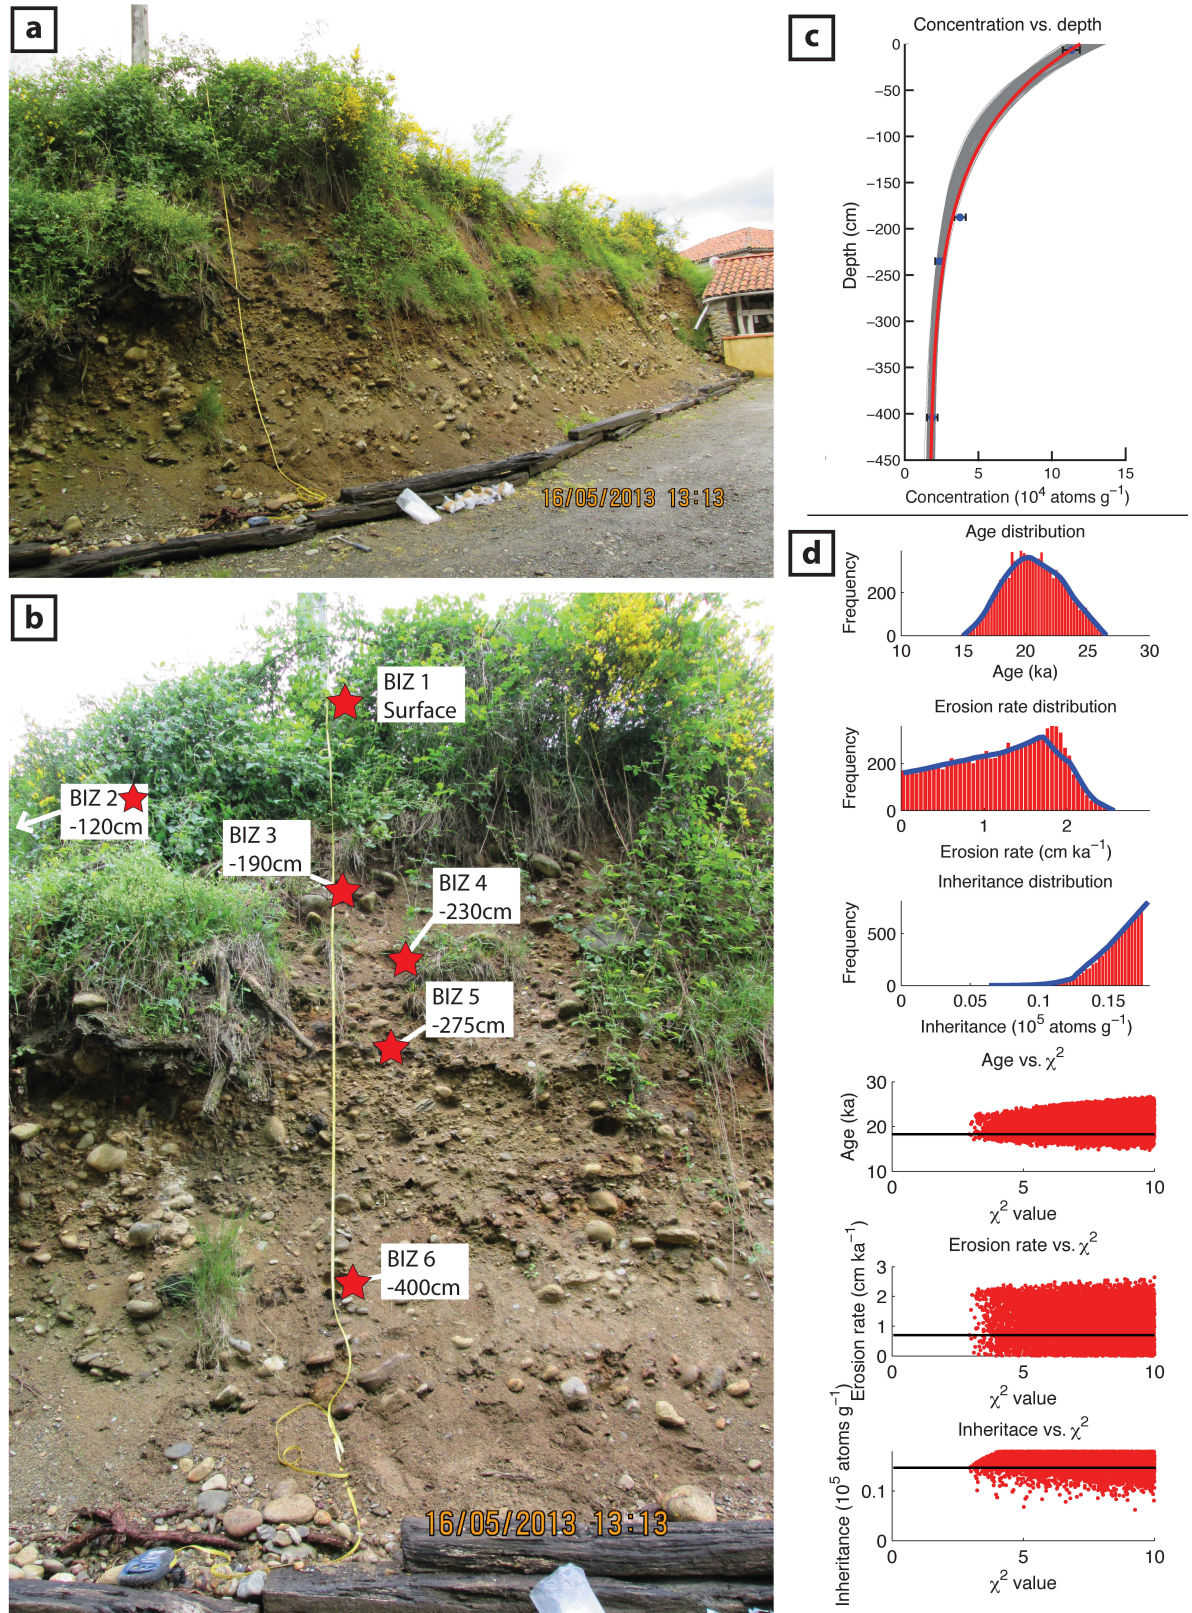 a
16/05/2013 13:13
b
BIZ 1
Surface
BIZ 2
-120cm
BIZ 3
-190cm
BIZ 4
-230cm
BIZ 5
-275cm
BIZ 6
-400cm
16/05/2013 13:13
c
Concentration vs. depth
0
−50
−100
−150
−200
−250
−300
−350
−400
−450
Depth (cm)
0 5 10 15
Concentration (10⁴ atoms g⁻¹)
d
Age distribution
Frequency
200
0
10 15 20 25 30
Age (ka)
Erosion rate distribution
Frequency
200
0
0 1 2
Erosion rate (cm ka⁻¹)
Inheritance distribution
Frequency
500
0
0 0.05 0.1 0.15
Inheritance (10⁵ atoms g⁻¹)
Age vs. χ²
Age (ka)
30
20
10
0 5 10
χ² value
Erosion rate vs. χ²
Erosion rate (cm ka⁻¹)
3
2
1
0
0 5 10
χ² value
Inheritace vs. χ²
Inheritance (10⁵ atoms g⁻¹)
0.1
0
0 5 10
χ² value